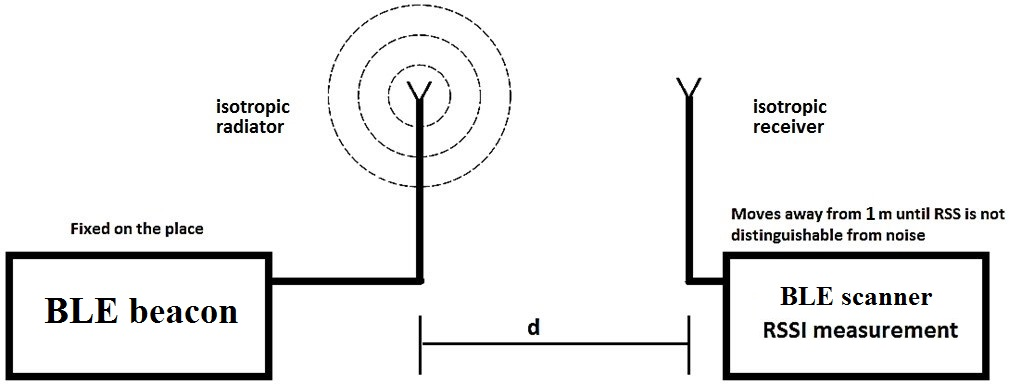 isotropic
radiator
isotropic
receiver
Fixed on the place
Moves away from 1 m until RSS is not
distinguishable from noise
BLE beacon
d
BLE scanner
RSSI measurement